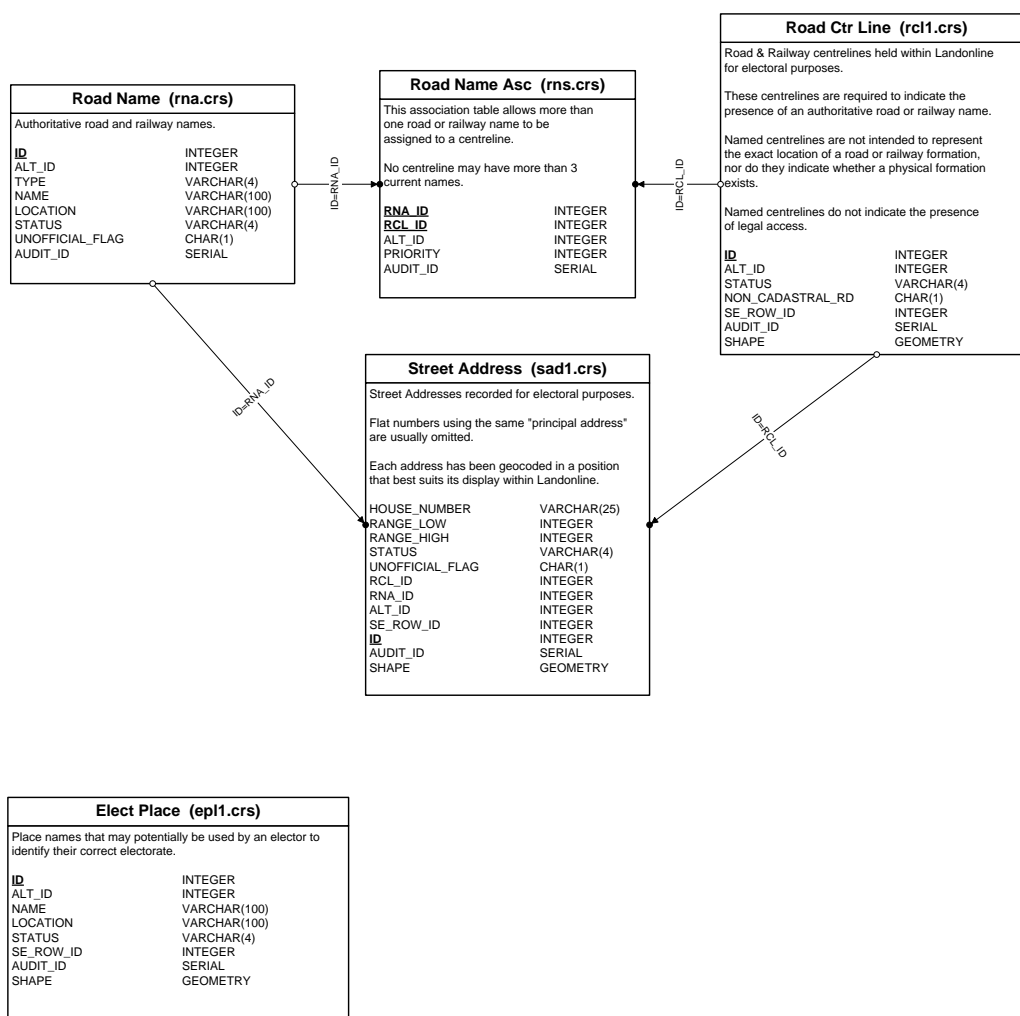 Road Name (rna.crs)
Authoritative road and railway names.
ID INTEGER
ALT_ID INTEGER
TYPE VARCHAR(4)
NAME VARCHAR(100)
LOCATION VARCHAR(100)
STATUS VARCHAR(4)
UNOFFICIAL_FLAG CHAR(1)
AUDIT_ID SERIAL
ID=RNA_ID
Road Name Asc (rns.crs)
This association table allows more than
one road or railway name to be
assigned to a centreline.
No centreline may have more than 3
current names.
RNA_ID INTEGER
RCL_ID INTEGER
ALT_ID INTEGER
PRIORITY INTEGER
AUDIT_ID SERIAL
ID=RCL_ID
Road Ctr Line (rcl1.crs)
Road & Railway centrelines held within Landonline
for electoral purposes.
These centrelines are required to indicate the
presence of an authoritative road or railway name.
Named centrelines are not intended to represent
the exact location of a road or railway formation,
nor do they indicate whether a physical formation
exists.
Named centrelines do not indicate the presence
of legal access.
ID INTEGER
ALT_ID INTEGER
STATUS VARCHAR(4)
NON_CADASTRAL_RD CHAR(1)
SE_ROW_ID INTEGER
AUDIT_ID SERIAL
SHAPE GEOMETRY
ID=RNA_ID
ID=RCL_ID
Street Address (sad1.crs)
Street Addresses recorded for electoral purposes.
Flat numbers using the same "principal address"
are usually omitted.
Each address has been geocoded in a position
that best suits its display within Landonline.
HOUSE_NUMBER VARCHAR(25)
RANGE_LOW INTEGER
RANGE_HIGH INTEGER
STATUS VARCHAR(4)
UNOFFICIAL_FLAG CHAR(1)
RCL_ID INTEGER
RNA_ID INTEGER
ALT_ID INTEGER
SE_ROW_ID INTEGER
ID INTEGER
AUDIT_ID SERIAL
SHAPE GEOMETRY
Elect Place (epl1.crs)
Place names that may potentially be used by an elector to
identify their correct electorate.
ID INTEGER
ALT_ID INTEGER
NAME VARCHAR(100)
LOCATION VARCHAR(100)
STATUS VARCHAR(4)
SE_ROW_ID INTEGER
AUDIT_ID SERIAL
SHAPE GEOMETRY